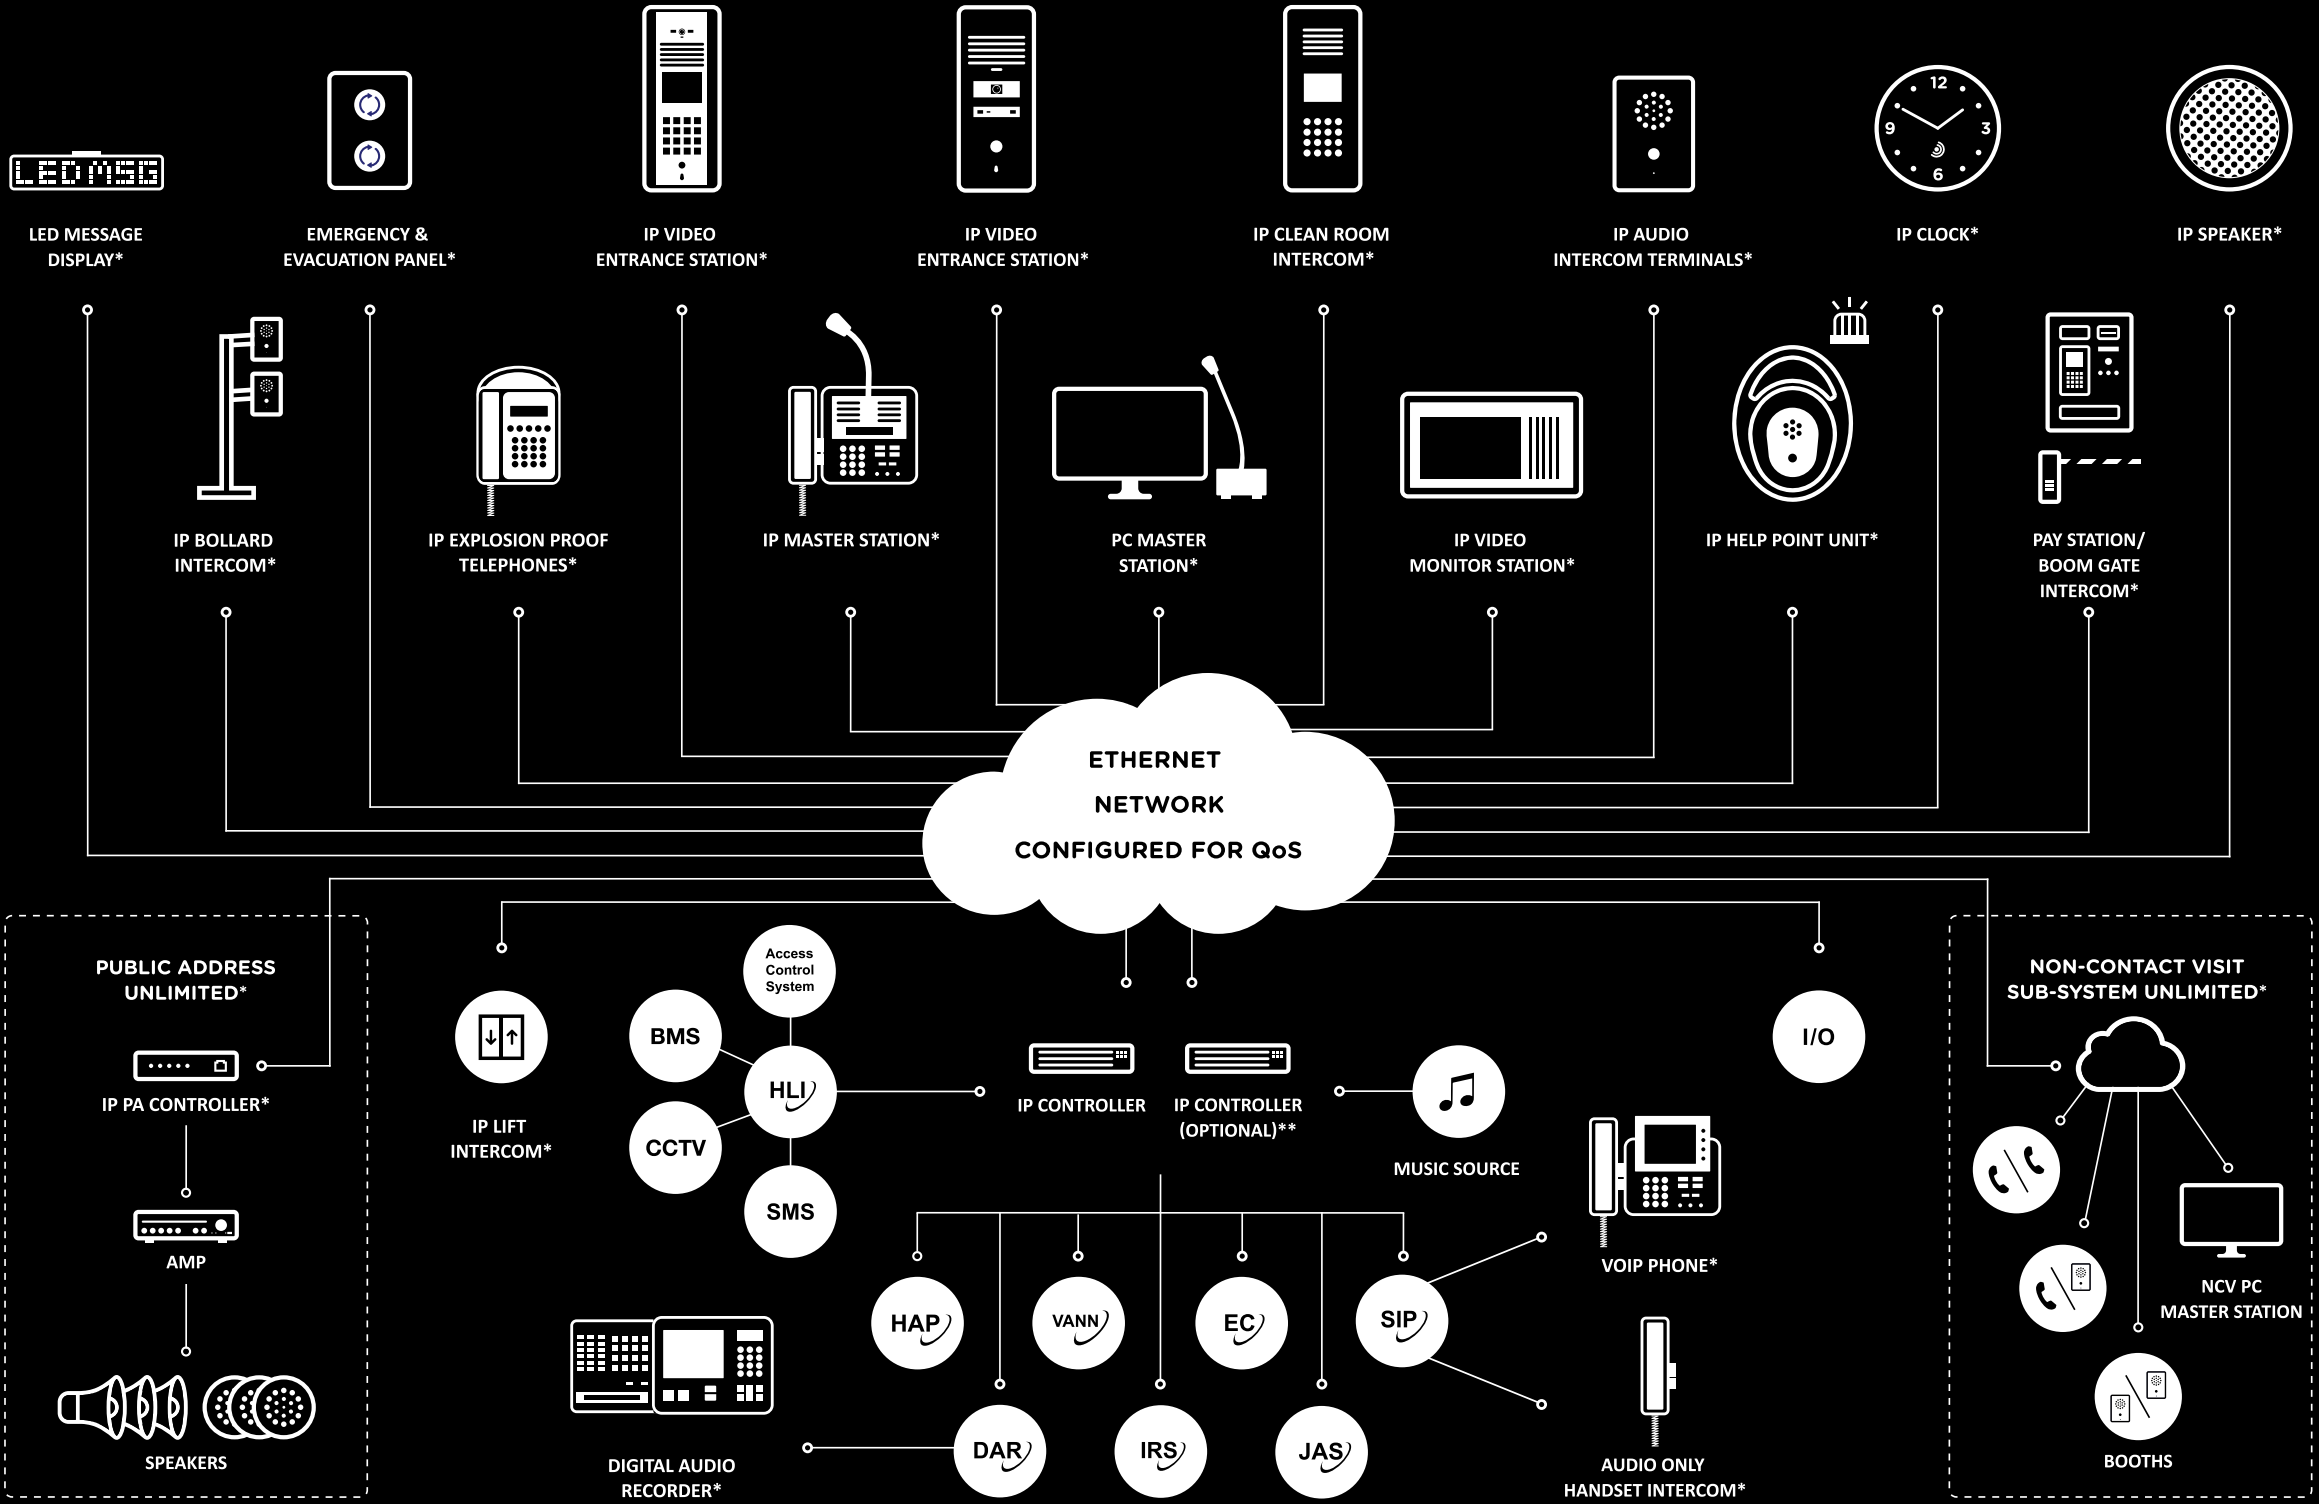 LED MSG
12
9
3
6
LED MESSAGE
DISPLAY*
EMERGENCY &
EVACUATION PANEL*
IP VIDEO
ENTRANCE STATION*
IP VIDEO
ENTRANCE STATION*
IP CLEAN ROOM
INTERCOM*
IP AUDIO
INTERCOM TERMINALS*
IP CLOCK*
IP SPEAKER*
IP BOLLARD
INTERCOM*
IP EXPLOSION PROOF
TELEPHONES*
IP MASTER STATION*
PC MASTER
STATION*
IP VIDEO
MONITOR STATION*
IP HELP POINT UNIT*
PAY STATION/
BOOM GATE
INTERCOM*
ETHERNET
NETWORK
CONFIGURED FOR QoS
PUBLIC ADDRESS
UNLIMITED*
IP PA CONTROLLER*
AMP
SPEAKERS
IP LIFT
INTERCOM*
Access
Control
System
BMS
HLI
CCTV
SMS
IP CONTROLLER
IP CONTROLLER
(OPTIONAL)**
MUSIC SOURCE
I/O
HAP
VANN
EC
SIP
DAR
IRS
JAS
DIGITAL AUDIO
RECORDER*
VOIP PHONE*
AUDIO ONLY
HANDSET INTERCOM*
NON-CONTACT VISIT
SUB-SYSTEM UNLIMITED*
NCV PC
MASTER STATION
BOOTHS